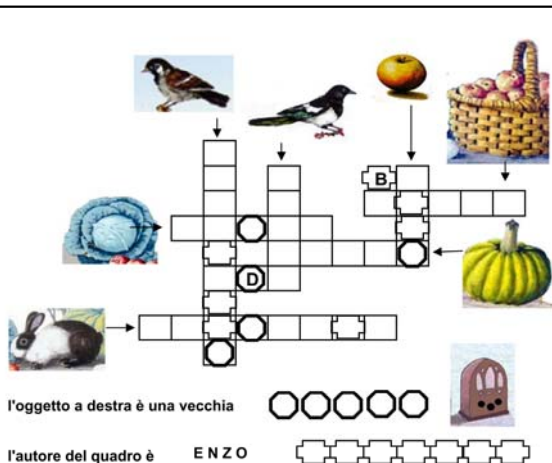 B
D
l'oggetto a destra è una vecchia
l'autore del quadro è ENZO